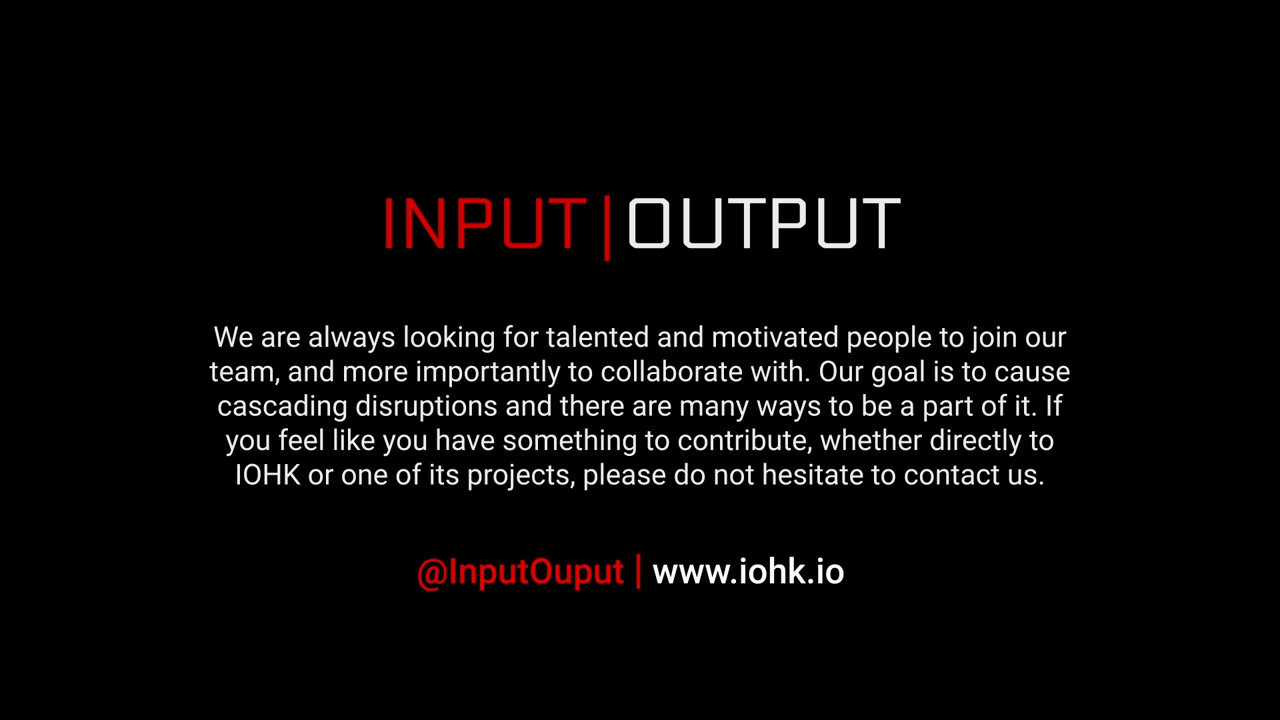 INPUT|OUTPUT
We are always looking for talented and motivated people to join our
team, and more importantly to collaborate with. Our goal is to cause
cascading disruptions and there are many ways to be a part of it. If
you feel like you have something to contribute, whether directly to
IOHK or one of its projects, please do not hesitate to contact us.
@InputOuput | www.iohk.io